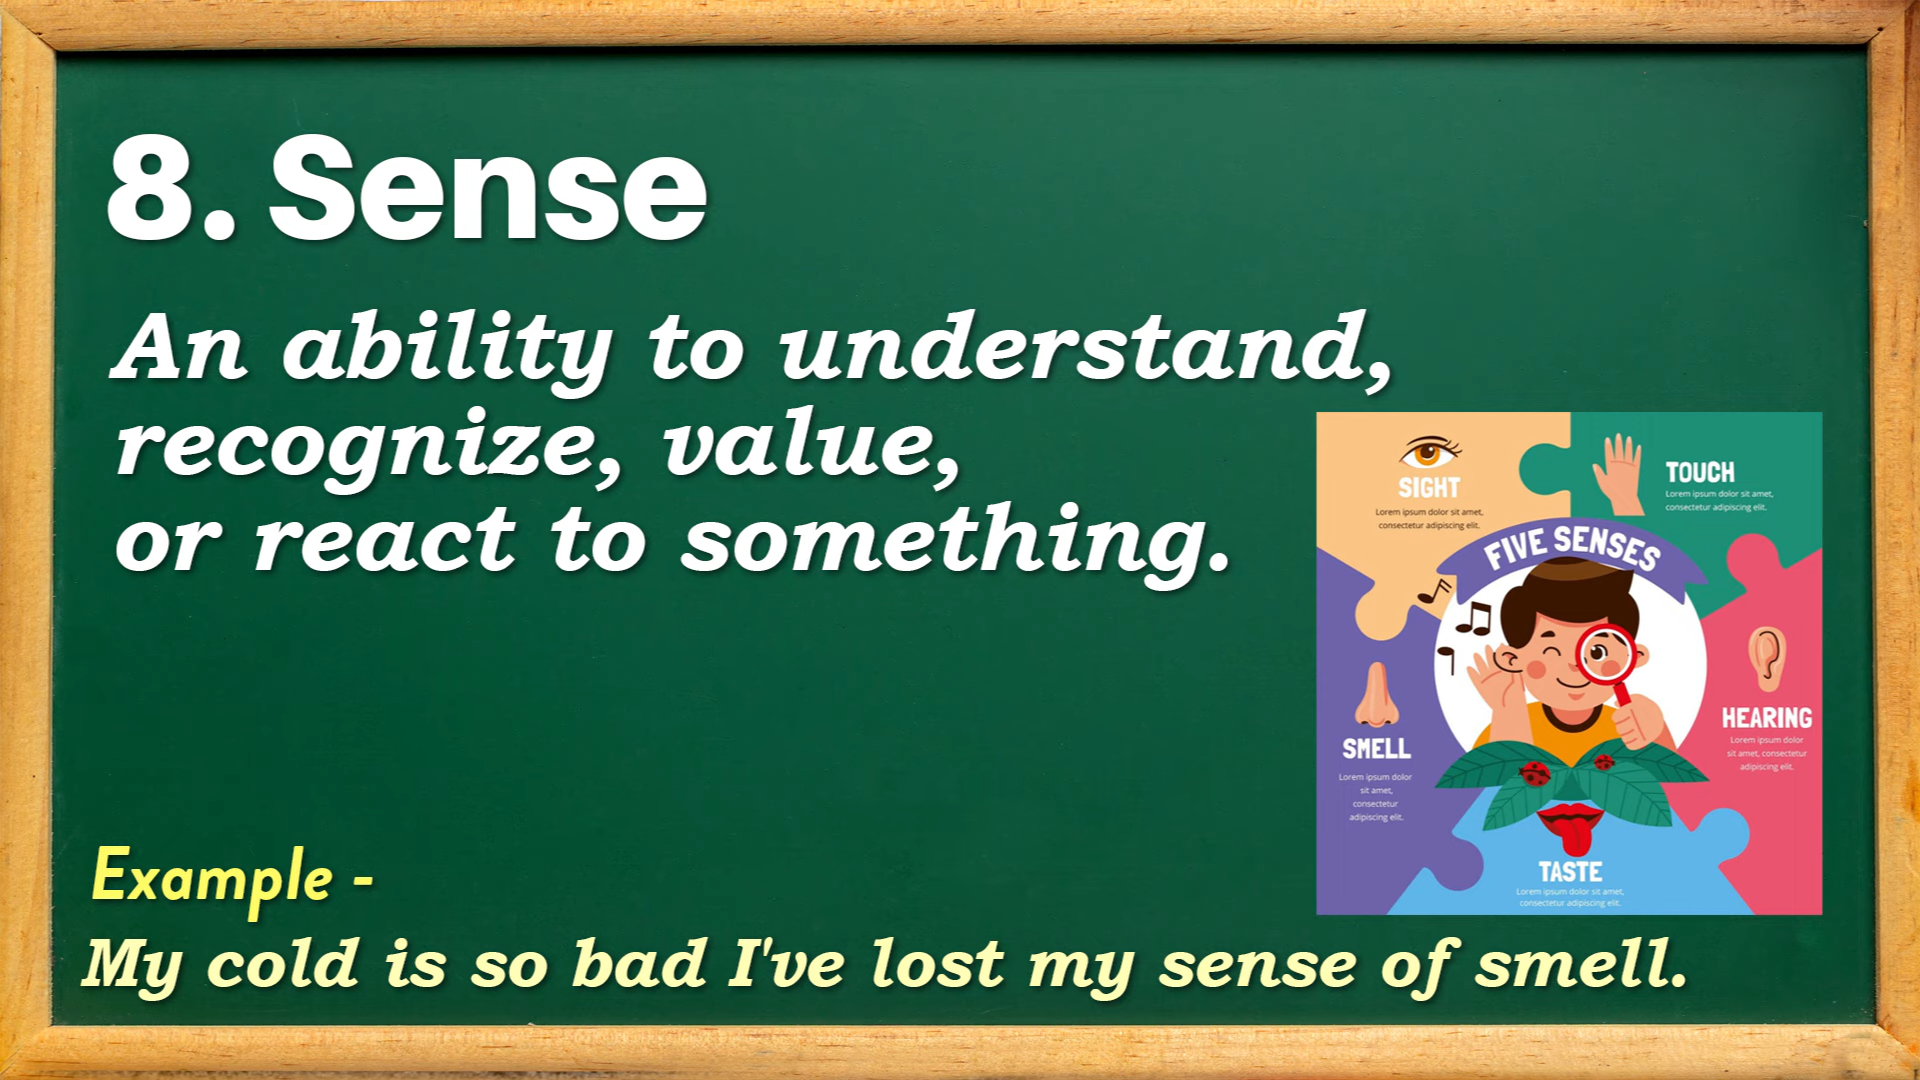 8. Sense
An ability to understand,
recognize, value,
or react to something.
SIGHT
Lorem ipsum dolor sit amet,
consectetur adipiscing elit.
TOUCH
Lorem ipsum dolor sit amet,
consectetur adipiscing elit.
FIVE SENSES
SMELL
Lorem ipsum dolor
sit amet,
consectetur
adipiscing elit.
HEARING
Lorem ipsum dolor
sit amet, consectetur
adipiscing elit.
TASTE
Lorem ipsum dolor sit amet,
consectetur adipiscing elit.
Example -
My cold is so bad I've lost my sense of smell.